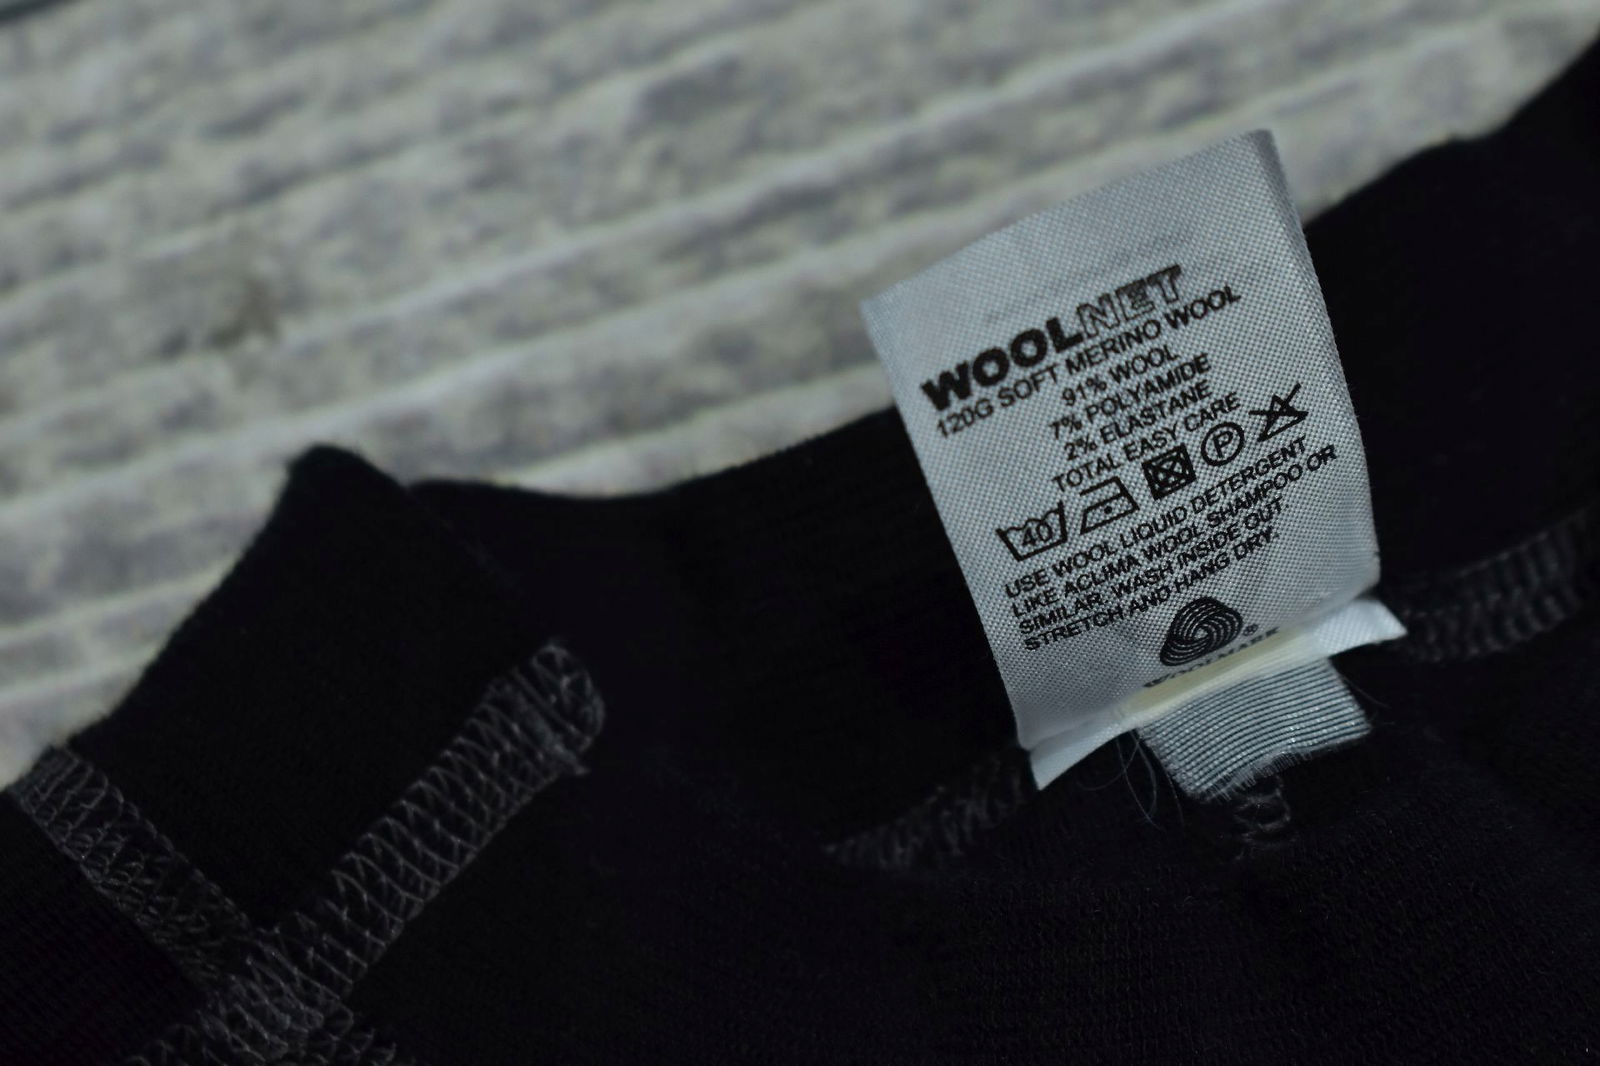 WOOLNET
120G SOFT MERINO WOOL
91% WOOL
7% POLYAMIDE
2% ELASTANE
TOTAL EASY CARE
40 P
USE WOOL LIQUID DETERGENT
LIKE ACLIMA WOOL SHAMPOO OR
SIMILAR. WASH INSIDE OUT.
STRETCH AND HANG DRY.
®
WOOLMARK